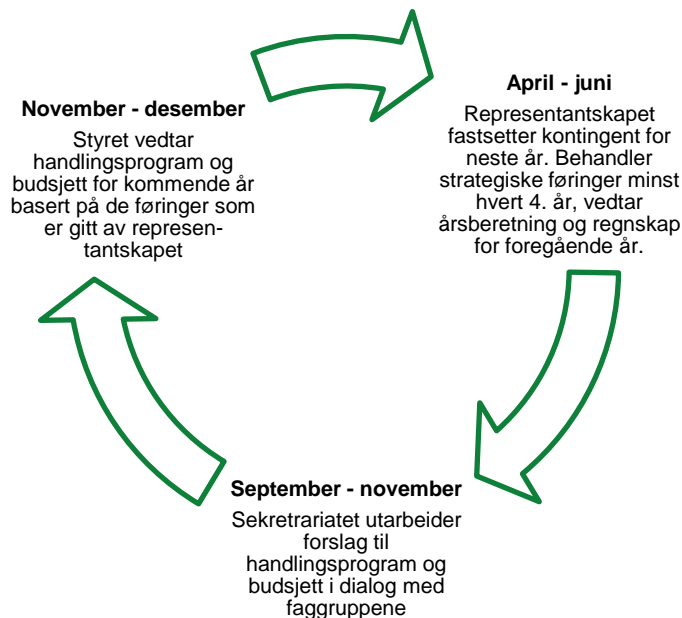 April - juni
Representantskapet
fastsetter kontingent for
neste år. Behandler
strategiske føringer minst
hvert 4. år, vedtar
årsberetning og regnskap
for foregående år.
September - november
Sekretrariatet utarbeider
forslag til
handlingsprogram og
budsjett i dialog med
faggruppene
November - desember
Styret vedtar
handlingsprogram og
budsjett for kommende år
basert på de føringer som
er gitt av represen-
tantskapet